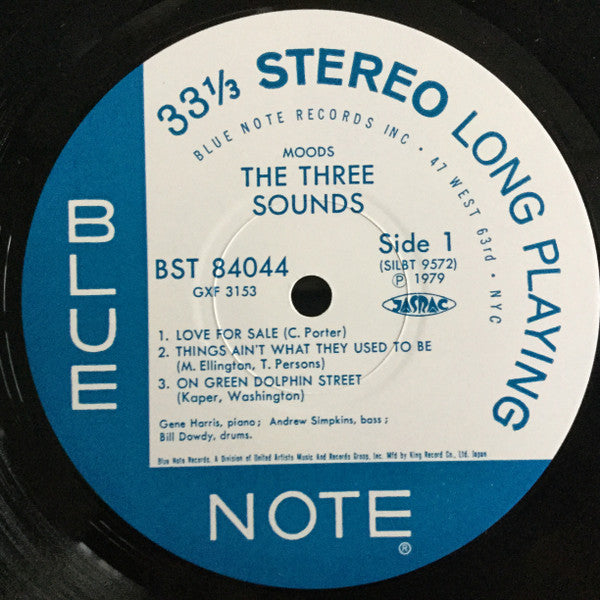 33⅓ STEREO LONG PLAYING
BLUE NOTE RECORDS INC • 47 WEST 63rd • NYC
MOODS
THE THREE
SOUNDS
BST 84044
GXF 3153
Side 1
(SILBT 9572)
Ⓟ 1979
JASRAC
1. LOVE FOR SALE (C. Porter)
2. THINGS AIN'T WHAT THEY USED TO BE
(M. Ellington, T. Persons)
3. ON GREEN DOLPHIN STREET
(Kaper, Washington)
Gene Harris, piano; Andrew Simpkins, bass;
Bill Dowdy, drums.
Blue Note Records, A Division of United Artists Music And Records Group, Inc. Mfd by King Record Co., Ltd. Japan
BLUE
NOTE®